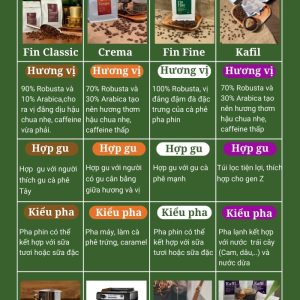 Fin Classic
Crema
Fin Fine
Kafil
Hương vị
Hương vị
Hương vị
Hương vị
90% Robusta và
10% Arabica,cho
ra vị đắng dịu hậu
chua nhẹ, caffeine
vừa phải.
70% Robusta và
30% Arabica tạo
nên hương thơm
hậu chua nhẹ,
caffeine thấp
100% Robusta, vị
đắng đậm đà đặc
trưng của cà phê
pha phin
70% Robusta và
30% Arabica tạo
nên hương thơm
hậu chua nhẹ,
caffeine thấp
Hợp gu
Hợp gu
Hợp gu
Hợp gu
Hợp gu với người
thích gu cà phê
Tây
Hợp gu với người
có gu cân bằng
giữa hương và vị
Hợp gu với gu cà
phê mạnh
Túi lọc tiện lợi, thích
hợp cho gen Z
Kiểu pha
Kiểu pha
Kiểu pha
Kiểu pha
Pha phin có thể
kết hợp với sữa
tươi hoặc sữa đặc
Pha máy, làm cà
phê trứng, caramel
Pha phin có thể
kết hợp với sữa
tươi hoặc sữa đặc
Pha lạnh kết hợp
với nước trái cây
(Cam, dâu,..) và
nước dừa